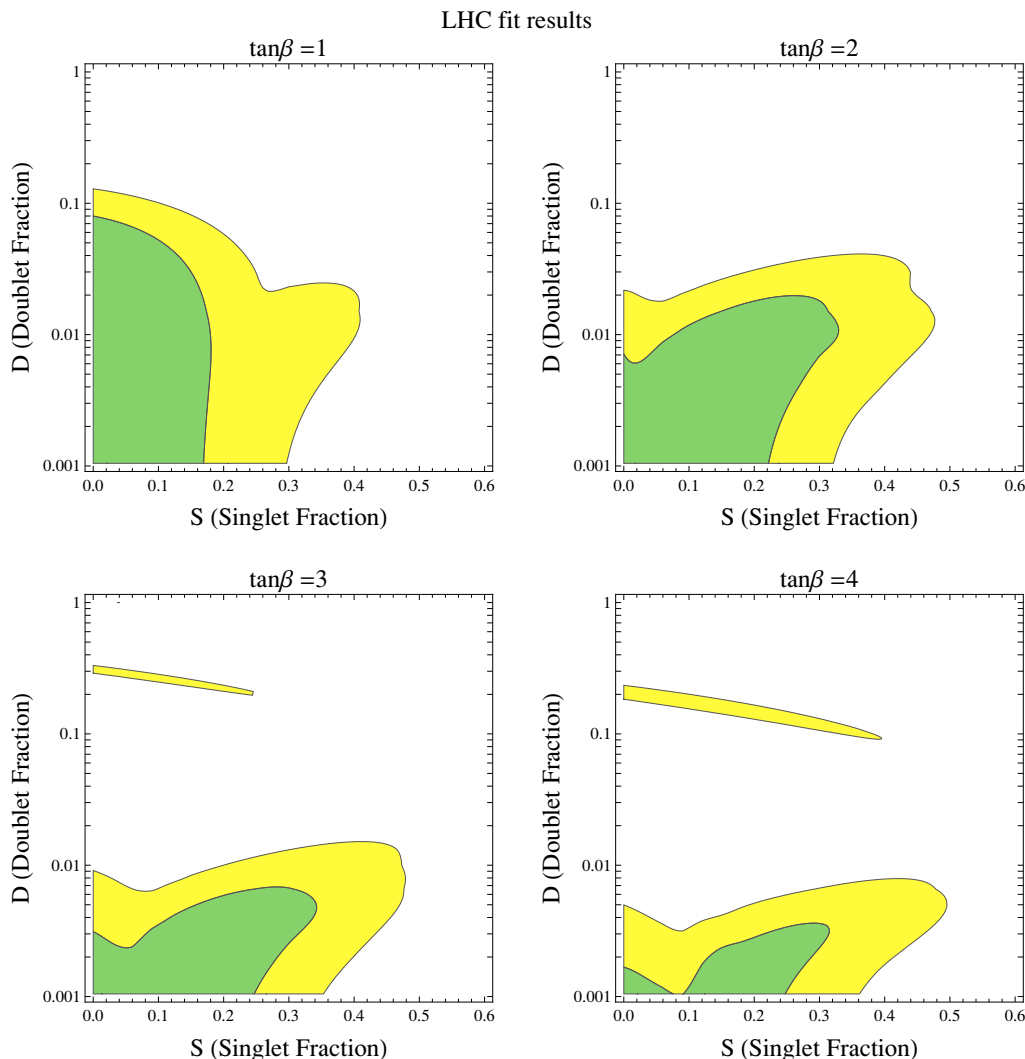 LHC fit results
tanβ =1
1
0.1
0.01
0.001
D (Doublet Fraction)
0.0 0.1 0.2 0.3 0.4 0.5 0.6
S (Singlet Fraction)
tanβ =2
1
0.1
0.01
0.001
D (Doublet Fraction)
0.0 0.1 0.2 0.3 0.4 0.5 0.6
S (Singlet Fraction)
tanβ =3
1
0.1
0.01
0.001
D (Doublet Fraction)
0.0 0.1 0.2 0.3 0.4 0.5 0.6
S (Singlet Fraction)
tanβ =4
1
0.1
0.01
0.001
D (Doublet Fraction)
0.0 0.1 0.2 0.3 0.4 0.5 0.6
S (Singlet Fraction)